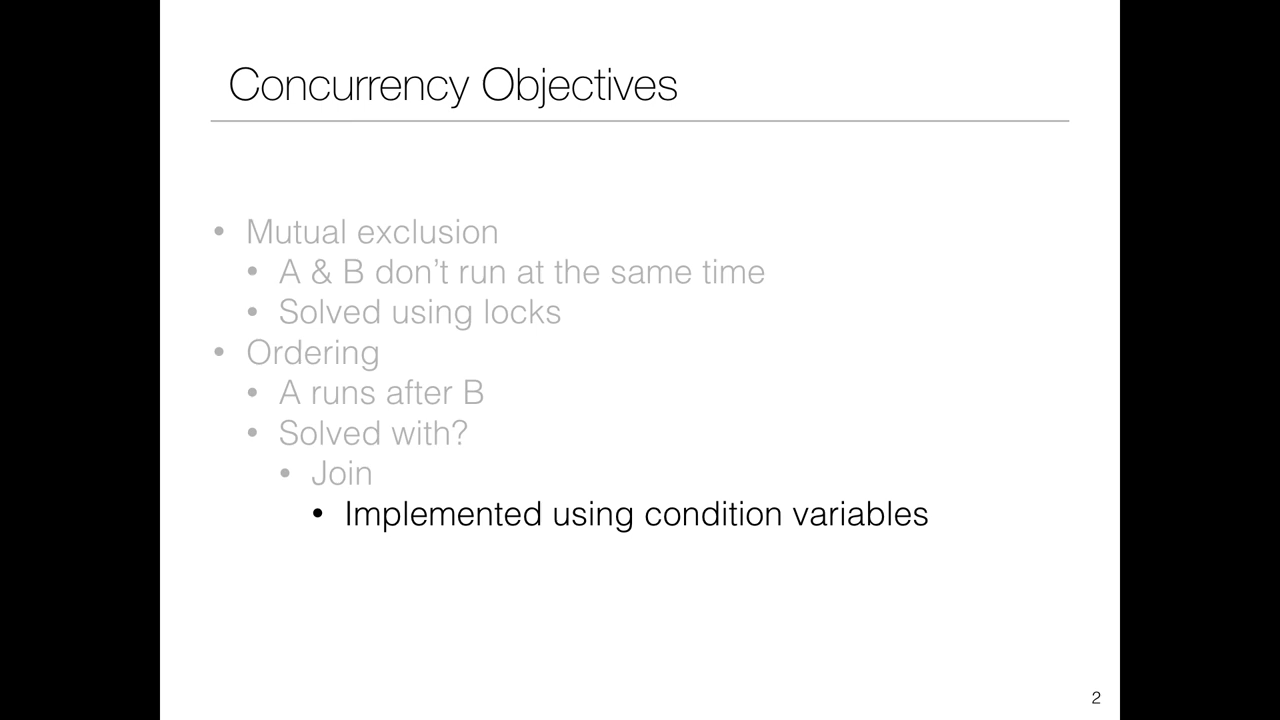 Concurrency Objectives
• Mutual exclusion
• A & B don't run at the same time
• Solved using locks
• Ordering
• A runs after B
• Solved with?
• Join
• Implemented using condition variables
2